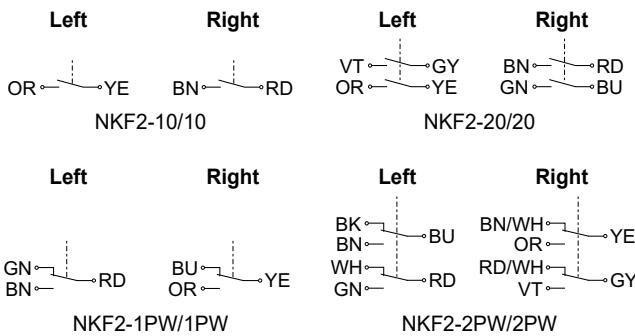 Left Right Left Right
OR YE BN RD VT GY BN RD
OR YE GN BU
NKF2-10/10 NKF2-20/20
Left Right Left Right
BK BU BN/WH YE
BN OR
GN RD BU YE WH RD RD/WH GY
BN OR GN VT
NKF2-1PW/1PW NKF2-2PW/2PW